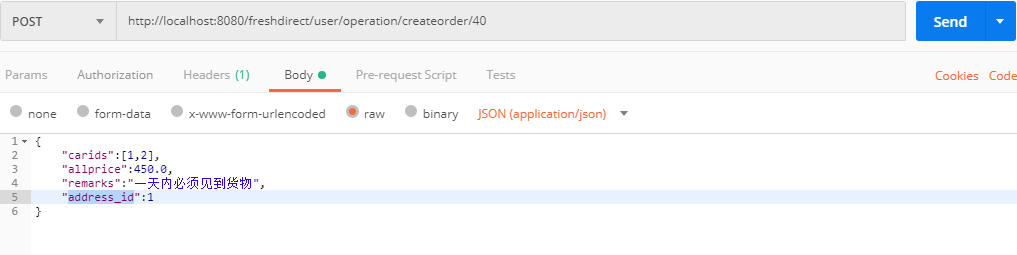 POST http://localhost:8080/freshdirect/user/operation/createorder/40 Send
Params Authorization Headers (1) Body Pre-request Script Tests Cookies Code
none form-data x-www-form-urlencoded raw binary JSON (application/json)
1 {
2 "carids":[1,2],
3 "allprice":450.0,
4 "remarks":"一天内必须见到货物",
5 "address_id":1
6 }